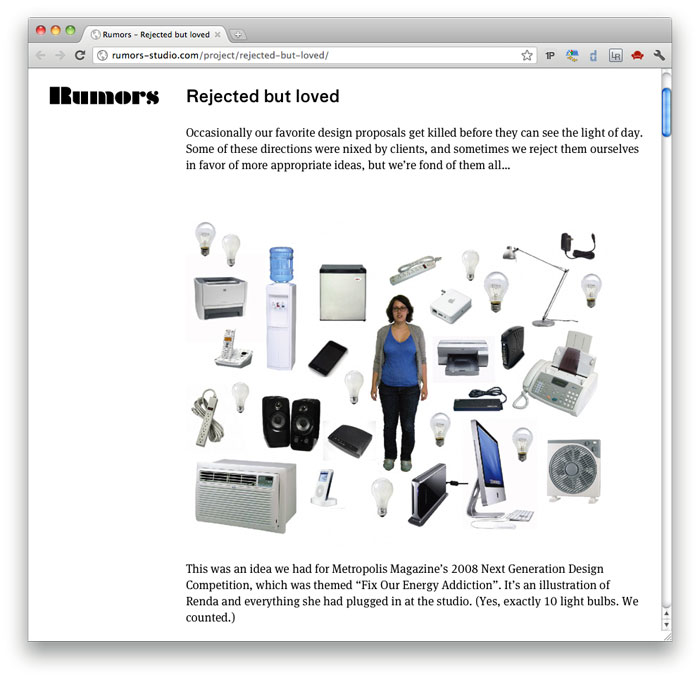 Rumors – Rejected but loved
rumors-studio.com/project/rejected-but-loved/
1P
d
LR
Rumors
Rejected but loved
Occasionally our favorite design proposals get killed before they can see the light of day.
Some of these directions were nixed by clients, and sometimes we reject them ourselves
in favor of more appropriate ideas, but we’re fond of them all…
This was an idea we had for Metropolis Magazine’s 2008 Next Generation Design
Competition, which was themed “Fix Our Energy Addiction”. It’s an illustration of
Renda and everything she had plugged in at the studio. (Yes, exactly 10 light bulbs. We
counted.)